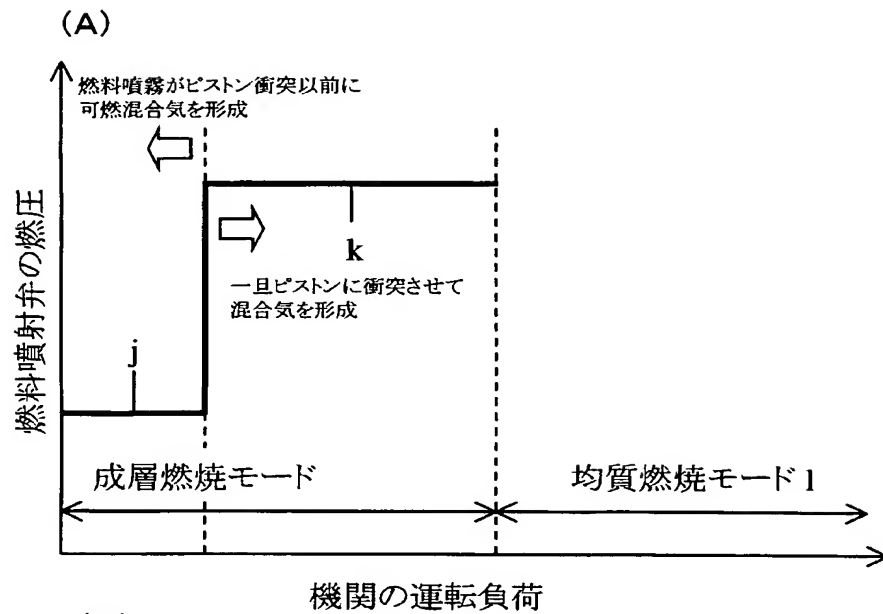 (A)
燃料噴霧がピストン衝突以前に
可燃混合気を形成
燃料噴射弁の燃圧
k
一旦ピストンに衝突させて
混合気を形成
j
成層燃焼モード
均質燃焼モード l
機関の運転負荷